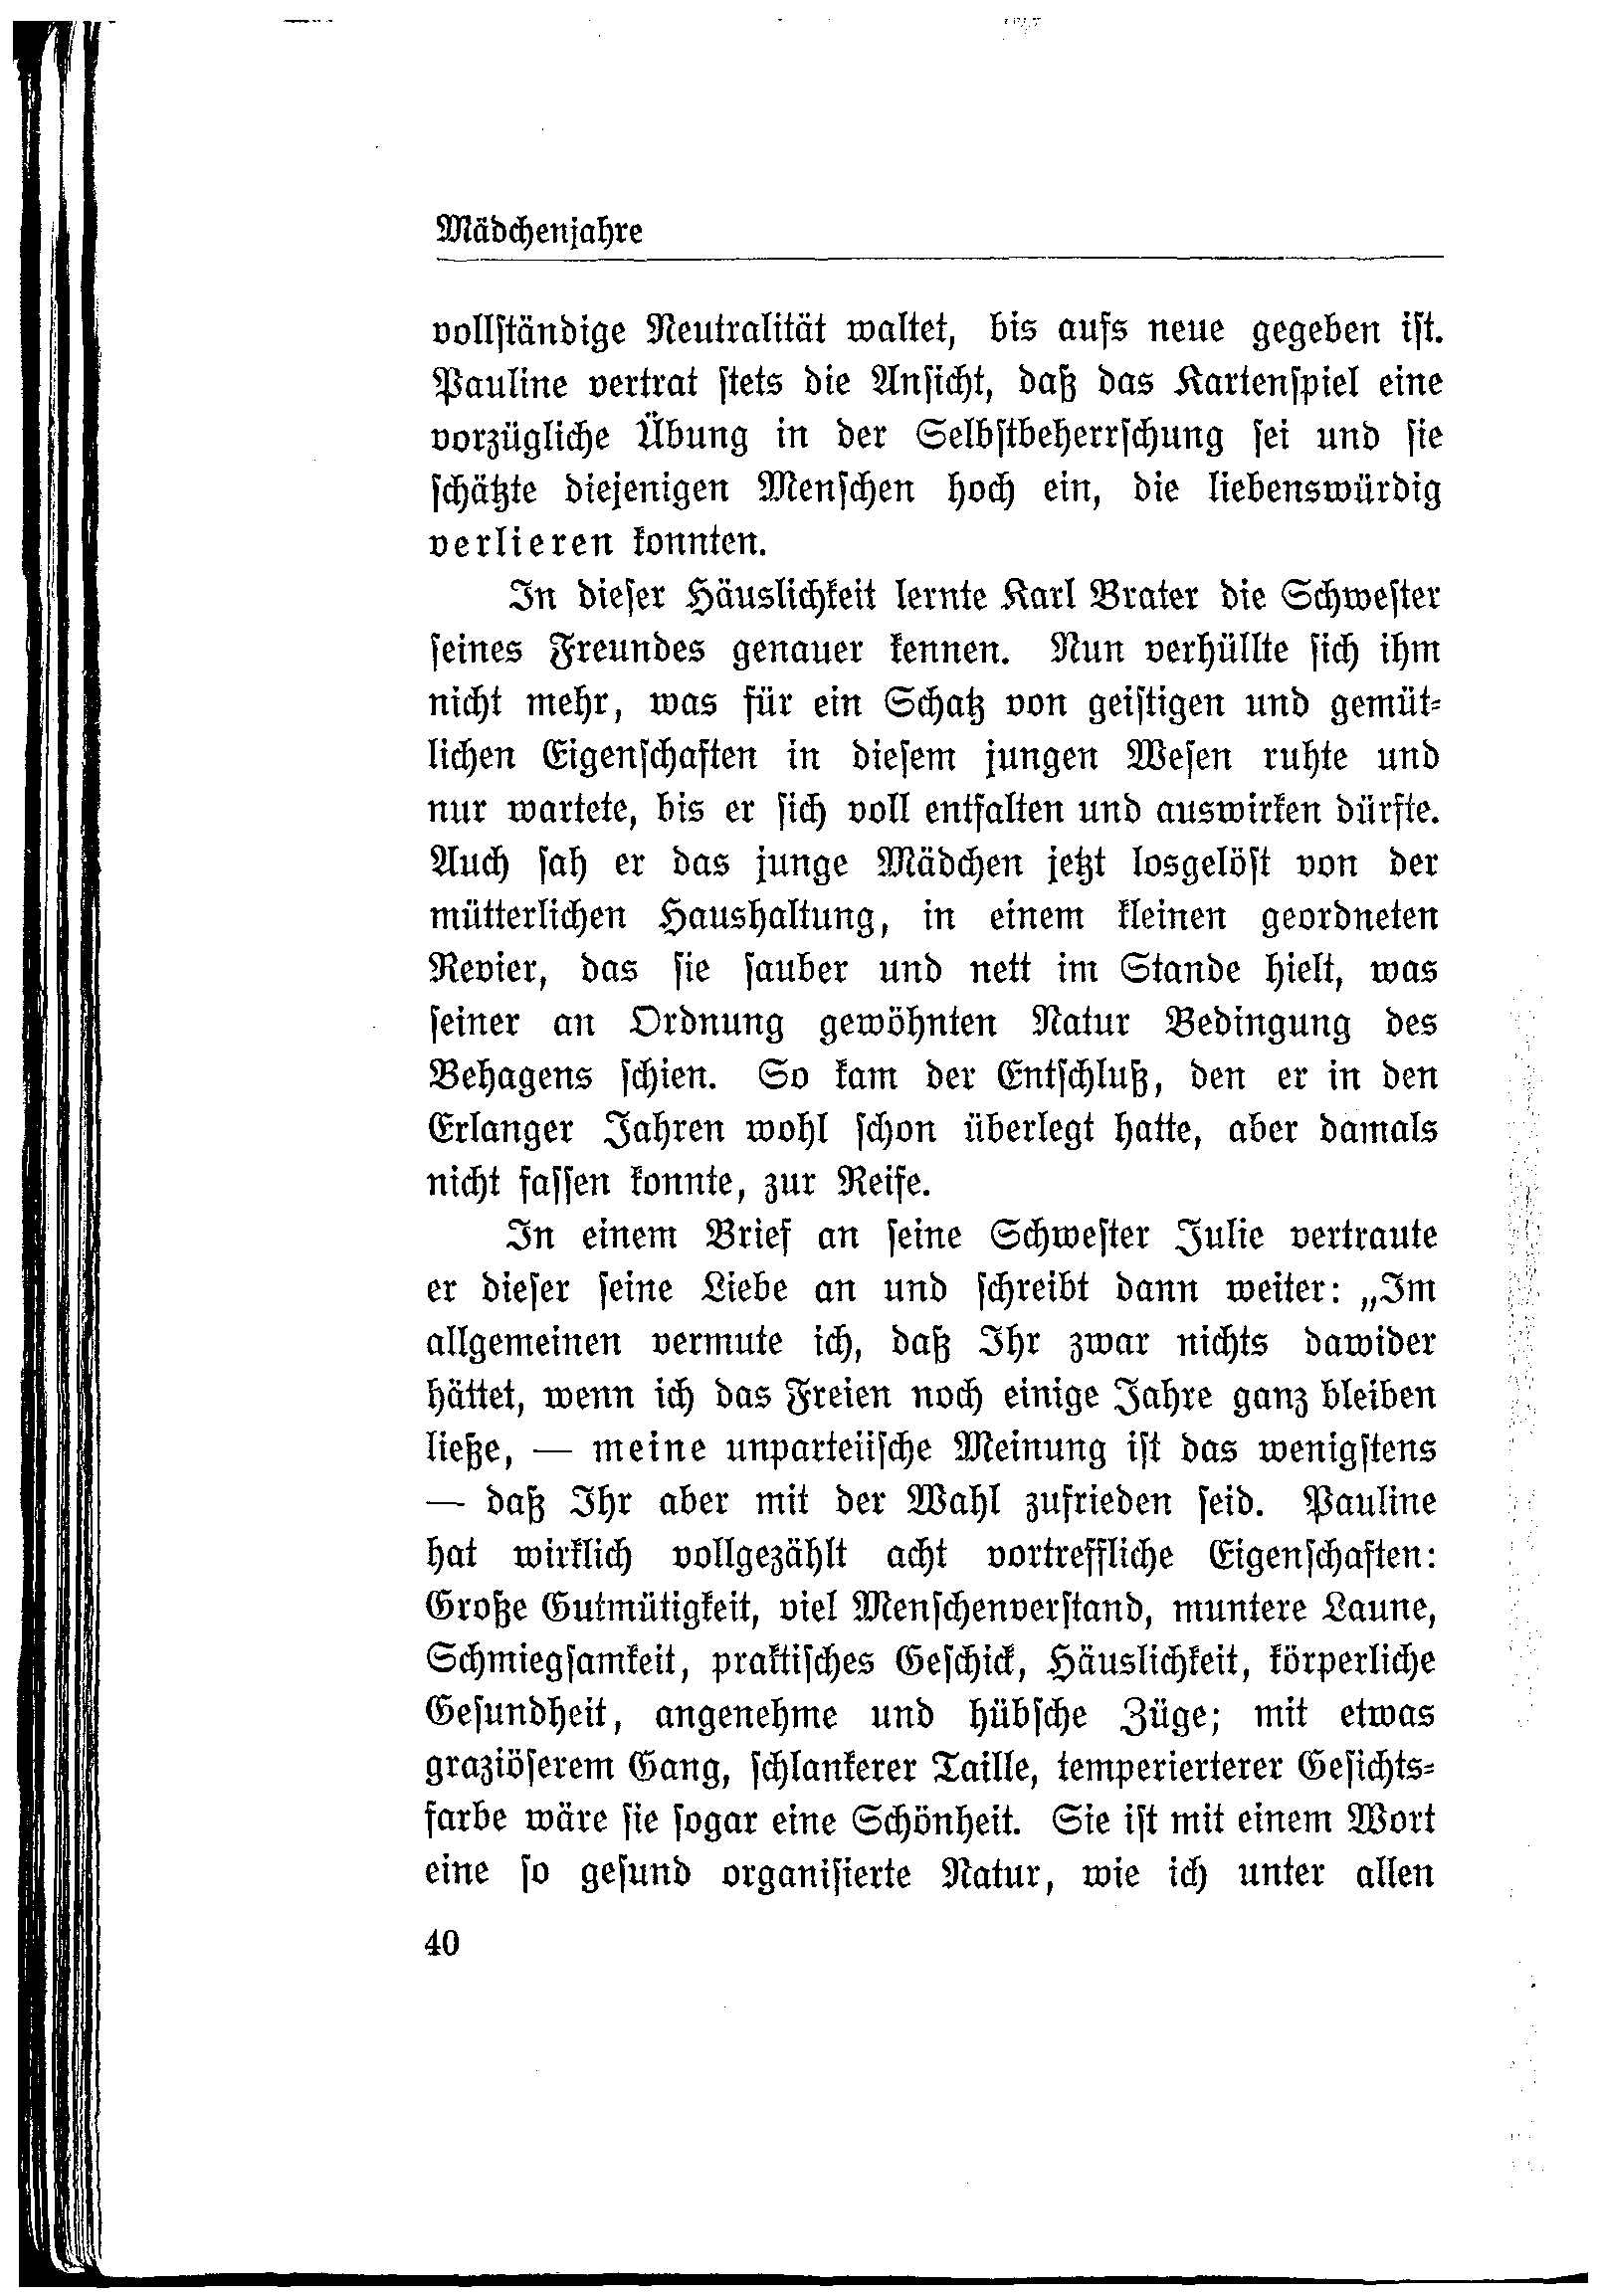 Mädchenjahre
vollständige Neutralität waltet, bis aufs neue gegeben ist.
Pauline vertrat stets die Ansicht, daß das Kartenspiel eine
vorzügliche Übung in der Selbstbeherrschung sei und sie
schätzte diejenigen Menschen hoch ein, die liebenswürdig
verlieren konnten.
In dieser Häuslichkeit lernte Karl Brater die Schwester
seines Freundes genauer kennen. Nun verhüllte sich ihm
nicht mehr, was für ein Schatz von geistigen und gemüt-
lichen Eigenschaften in diesem jungen Wesen ruhte und
nur wartete, bis er sich voll entfalten und auswirken dürfte.
Auch sah er das junge Mädchen jetzt losgelöst von der
mütterlichen Haushaltung, in einem kleinen geordneten
Revier, das sie sauber und nett im Stande hielt, was
seiner an Ordnung gewöhnten Natur Bedingung des
Behagens schien. So kam der Entschluß, den er in den
Erlanger Jahren wohl schon überlegt hatte, aber damals
nicht fassen konnte, zur Reife.
In einem Brief an seine Schwester Julie vertraute
er dieser seine Liebe an und schreibt dann weiter: „Im
allgemeinen vermute ich, daß Ihr zwar nichts dawider
hättet, wenn ich das Freien noch einige Jahre ganz bleiben
ließe, — meine unparteiische Meinung ist das wenigstens
— daß Ihr aber mit der Wahl zufrieden seid. Pauline
hat wirklich vollgezählt acht vortreffliche Eigenschaften:
Große Gutmütigkeit, viel Menschenverstand, muntere Laune,
Schmiegsamkeit, praktisches Geschick, Häuslichkeit, körperliche
Gesundheit, angenehme und hübsche Züge; mit etwas
graziöserem Gang, schlankerer Taille, temperierterer Gesichts-
farbe wäre sie sogar eine Schönheit. Sie ist mit einem Wort
eine so gesund organisierte Natur, wie ich unter allen
40